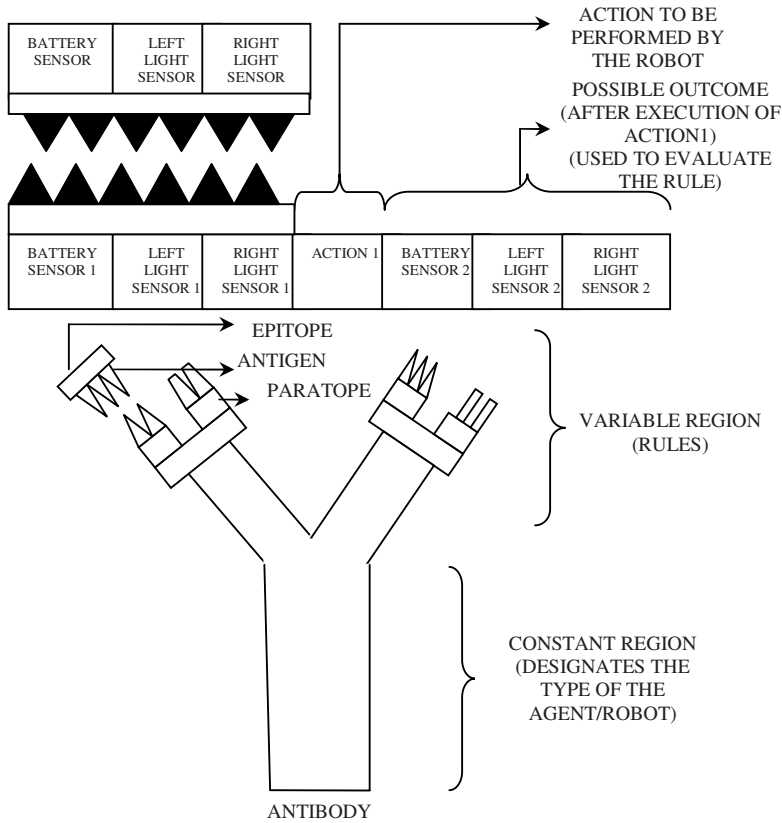 BATTERY
SENSOR
LEFT
LIGHT
SENSOR
RIGHT
LIGHT
SENSOR
ACTION TO BE
PERFORMED BY
THE ROBOT
POSSIBLE OUTCOME
(AFTER EXECUTION OF
ACTION1)
(USED TO EVALUATE
THE RULE)
BATTERY
SENSOR 1
LEFT
LIGHT
SENSOR 1
RIGHT
LIGHT
SENSOR 1
ACTION 1
BATTERY
SENSOR 2
LEFT
LIGHT
SENSOR 2
RIGHT
LIGHT
SENSOR 2
EPITOPE
ANTIGEN
PARATOPE
VARIABLE REGION
(RULES)
CONSTANT REGION
(DESIGNATES THE
TYPE OF THE
AGENT/ROBOT)
ANTIBODY